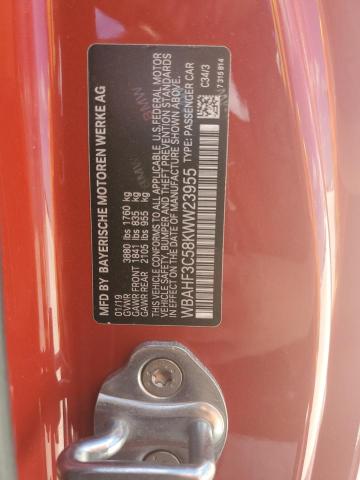 MFD BY BAYERISCHE MOTOREN WERKE AG
01/19
GVWR 3880 lbs 1760 kg
GAWR FRONT 1841 lbs 835 kg
GAWR REAR 2105 lbs 955 kg
THIS VEHICLE CONFORMS TO ALL APPLICABLE U.S.FEDERAL MOTOR
VEHICLE SAFETY, BUMPER, AND THEFT PREVENTION STANDARDS
IN EFFECT ON THE DATE OF MANUFACTURE SHOWN ABOVE.
WBAHF3C58KWW23955 TYPE: PASSENGER CAR
C34/3
7 315 814